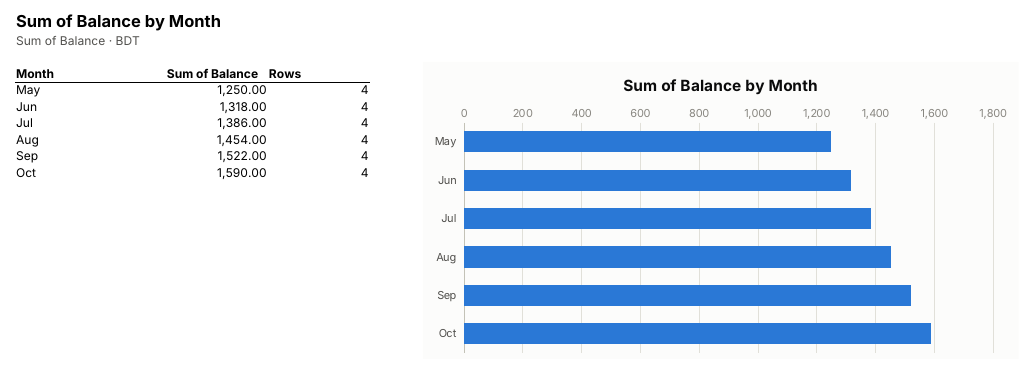 Sum of Balance by Month
Sum of Balance · BDT
Month Sum of Balance Rows
May 1,250.00 4
Jun 1,318.00 4
Jul 1,386.00 4
Aug 1,454.00 4
Sep 1,522.00 4
Oct 1,590.00 4
Sum of Balance by Month
0 200 400 600 800 1,000 1,200 1,400 1,600 1,800
May
Jun
Jul
Aug
Sep
Oct